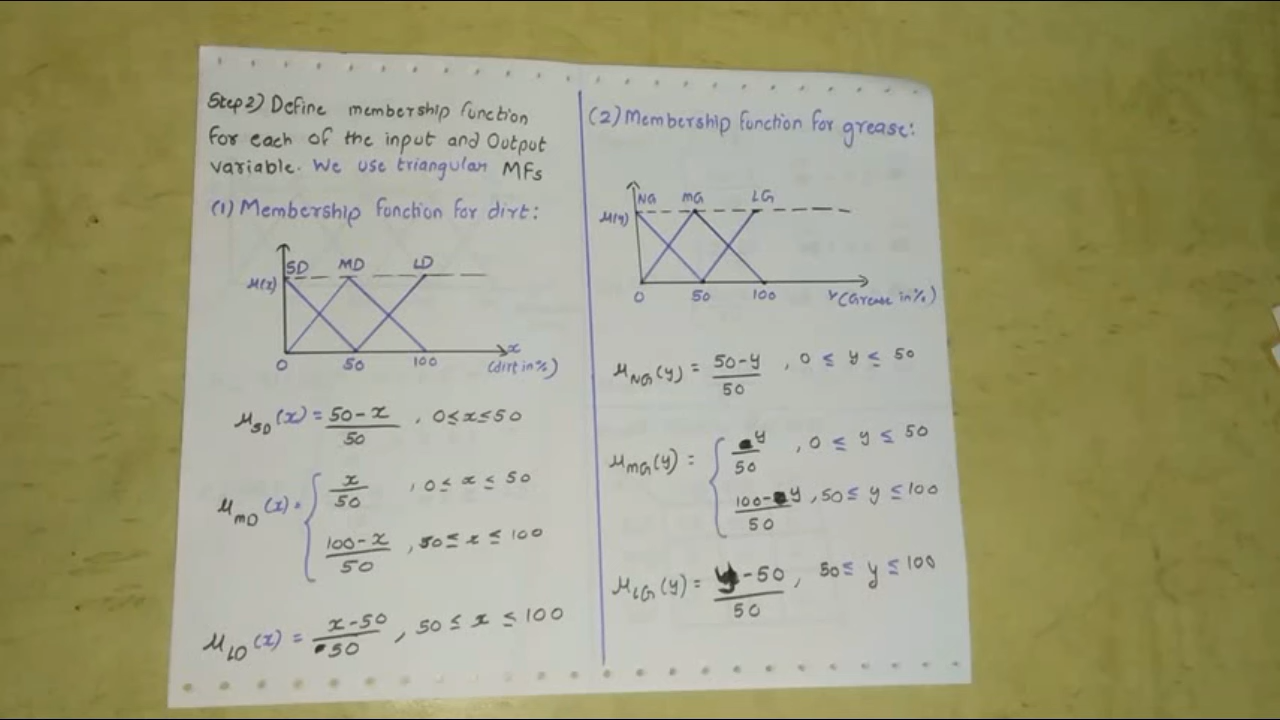 Step 2) Define membership function
for each of the input and Output
variable. We use triangular MFs
(1) Membership function for dirt:
μ(x)
SD MD LD
0 50 100
x
(dirt in %)
μSD (x) = 50-x / 50 , 0≤x≤50
μMD (x) = { x / 50 , 0≤ x ≤ 50
100-x / 50 , 50≤ x ≤ 100
μLD (x) = x-50 / 50 , 50 ≤ x ≤ 100
(2) Membership function for grease:
μ(y)
NG MG LG
0 50 100
Y (Grease in %)
μNG (y) = 50-y / 50 , 0 ≤ y ≤ 50
μMG (y) = { y / 50 , 0 ≤ y ≤ 50
100-y / 50 , 50≤ y ≤ 100
μLG (y) = y-50 / 50 , 50≤ y ≤ 100